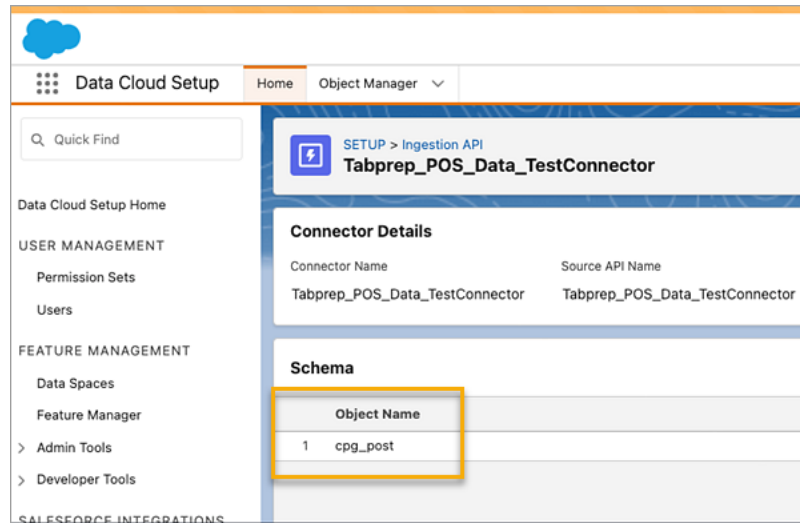 Data Cloud Setup
Home
Object Manager
Quick Find
Data Cloud Setup Home
USER MANAGEMENT
Permission Sets
Users
FEATURE MANAGEMENT
Data Spaces
Feature Manager
Admin Tools
Developer Tools
SALESFORCE INTEGRATIONS
SETUP > Ingestion API
Tabprep_POS_Data_TestConnector
Connector Details
Connector Name
Source API Name
Tabprep_POS_Data_TestConnector
Tabprep_POS_Data_TestConnector
Schema
Object Name
1 cpg_post